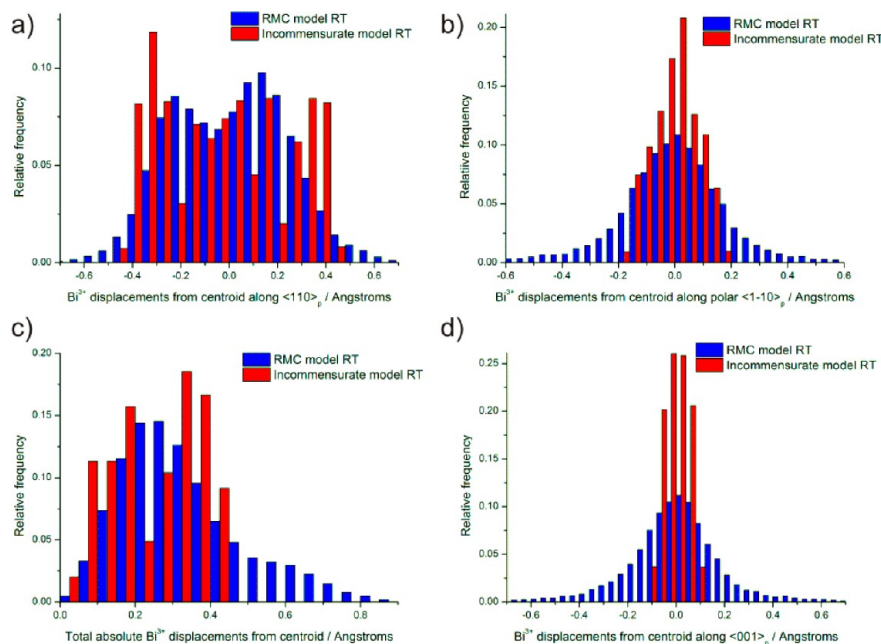 a)
RMC model RT
Incommensurate model RT
Relative frequency
0.10
0.05
0.00
-0.6 -0.4 -0.2 0.0 0.2 0.4 0.6
Bi³⁺ displacements from centroid along <110>ₚ / Angstroms
b)
RMC model RT
Incommensurate model RT
Relative frequency
0.20
0.15
0.10
0.05
0.00
-0.6 -0.4 -0.2 0.0 0.2 0.4 0.6
Bi³⁺ displacements from centroid along polar <1-10>ₚ / Angstroms
c)
RMC model RT
Incommensurate model RT
Relative frequency
0.20
0.15
0.10
0.05
0.00
0.0 0.2 0.4 0.6 0.8
Total absolute Bi³⁺ displacements from centroid / Angstroms
d)
RMC model RT
Incommensurate model RT
Relative frequency
0.25
0.20
0.15
0.10
0.05
0.00
-0.6 -0.4 -0.2 0.0 0.2 0.4 0.6
Bi³⁺ displacements from centroid along <001>ₚ / Angstroms